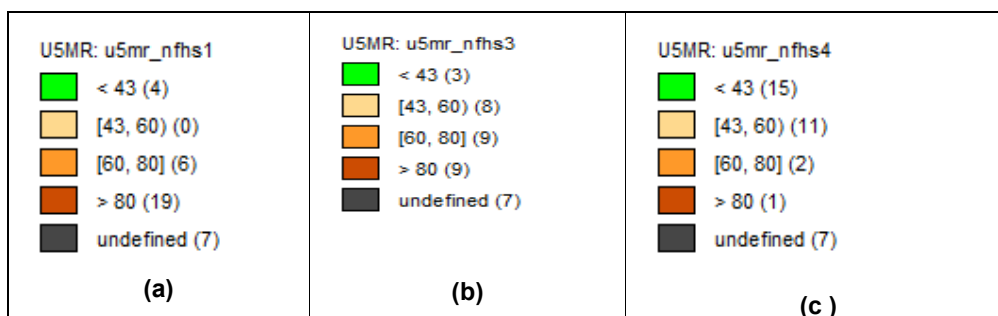 U5MR: u5mr_nfhs1
< 43 (4)
[43, 60) (0)
[60, 80] (6)
> 80 (19)
undefined (7)
(a)
U5MR: u5mr_nfhs3
< 43 (3)
[43, 60) (8)
[60, 80] (9)
> 80 (9)
undefined (7)
(b)
U5MR: u5mr_nfhs4
< 43 (15)
[43, 60) (11)
[60, 80] (2)
> 80 (1)
undefined (7)
(c )